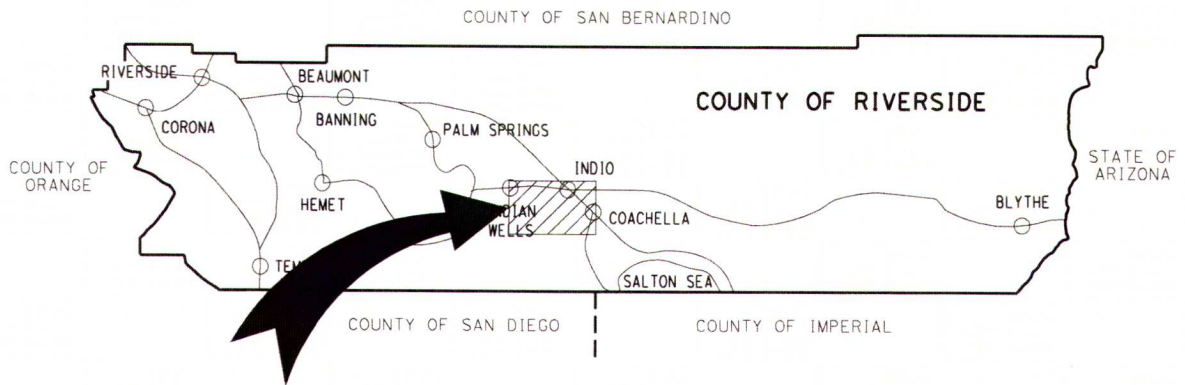 COUNTY OF SAN BERNARDINO
RIVERSIDE
BEAUMONT
BANNING
COUNTY OF RIVERSIDE
CORONA
PALM SPRINGS
COUNTY OF
ORANGE
INDIO
STATE OF
ARIZONA
HEMET
WELLS
COACHELLA
BLYTHE
SALTON SEA
COUNTY OF SAN DIEGO
COUNTY OF IMPERIAL